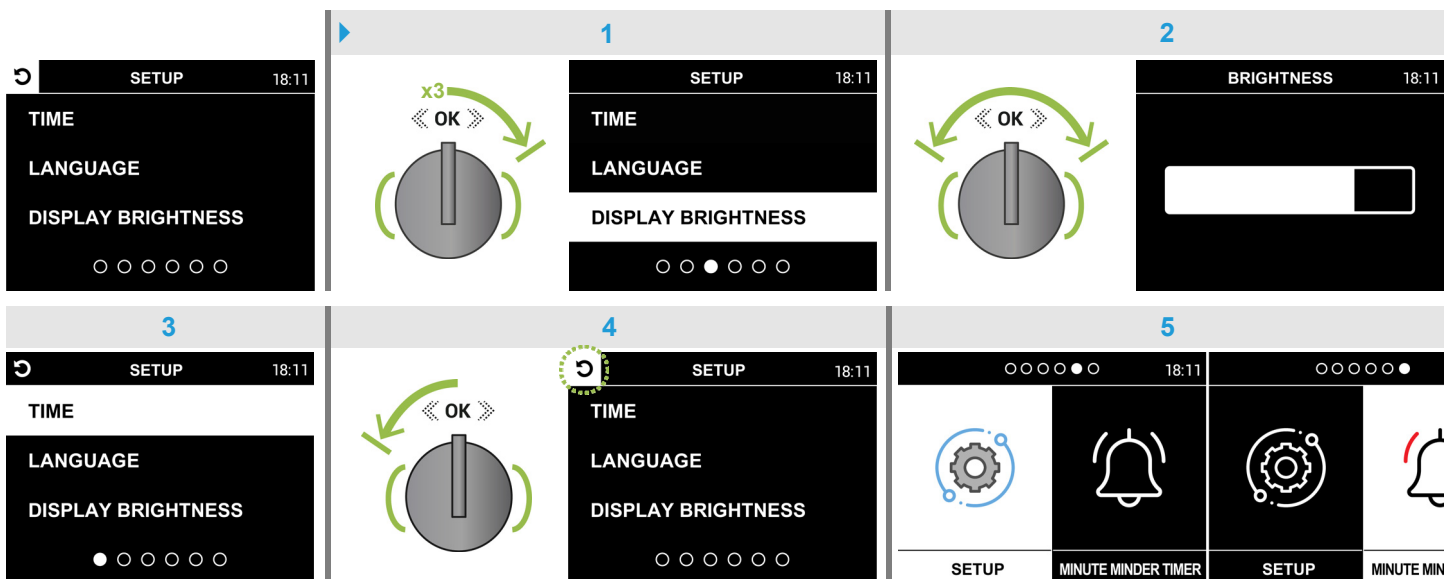 1
2
SETUP 18:11
TIME
LANGUAGE
DISPLAY BRIGHTNESS
x3
OK
SETUP 18:11
TIME
LANGUAGE
DISPLAY BRIGHTNESS
OK
BRIGHTNESS 18:11
3
4
5
SETUP 18:11
TIME
LANGUAGE
DISPLAY BRIGHTNESS
OK
SETUP 18:11
TIME
LANGUAGE
DISPLAY BRIGHTNESS
18:11
SETUP
MINUTE MINDER TIMER
SETUP
MINUTE MIN